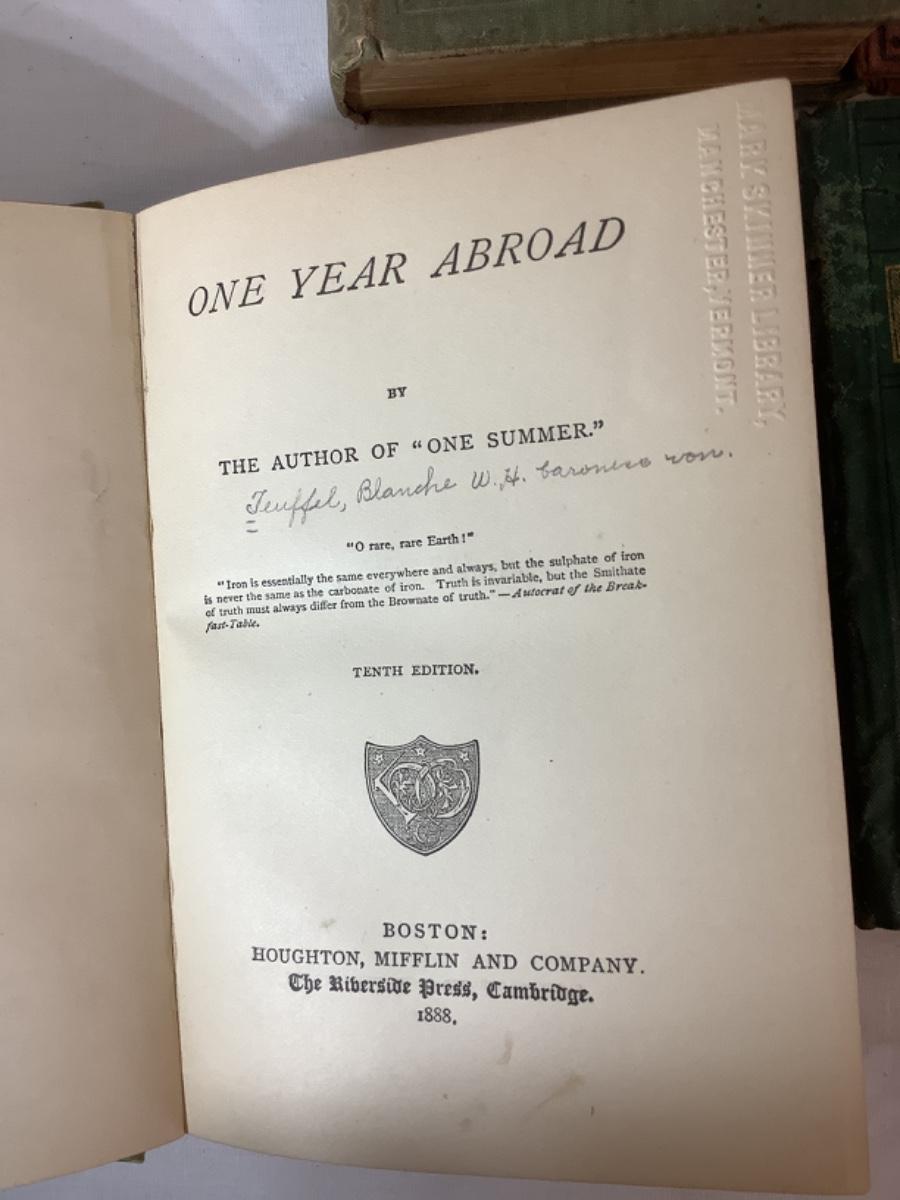 ONE YEAR ABROAD
BY
THE AUTHOR OF "ONE SUMMER."
Teuffel, Blanche W. H. baroness von.
"O rare, rare Earth!"
"Iron is essentially the same everywhere and always, but the sulphate of iron
is never the same as the carbonate of iron. Truth is invariable, but the Smithate
of truth must always differ from the Brownate of truth." — Autocrat of the Break-
fast-Table.
TENTH EDITION.
BOSTON:
HOUGHTON, MIFFLIN AND COMPANY.
The Riverside Press, Cambridge.
1888.
MARK SKINNER LIBRARY,
MANCHESTER, VERMONT.